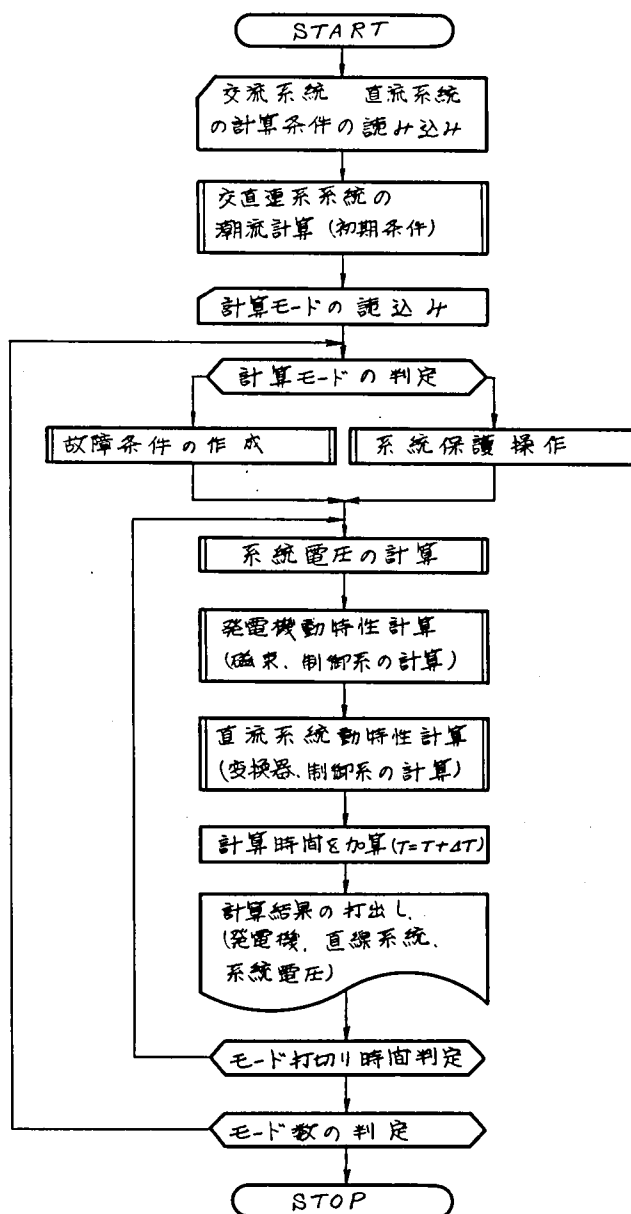 START
交流系統 直流系統
の計算条件の読み込み
交直連系系統の
潮流計算(初期条件)
計算モードの読込み
計算モードの判定
故障条件の作成
系統保護操作
系統電圧の計算
発電機動特性計算
(磁束、制御系の計算)
直流系統動特性計算
(変換器、制御系の計算)
計算時間を加算(T=T+ΔT)
計算結果の打出し、
(発電機、直線系統、
系統電圧)
モード打切り時間判定
モード数の判定
STOP